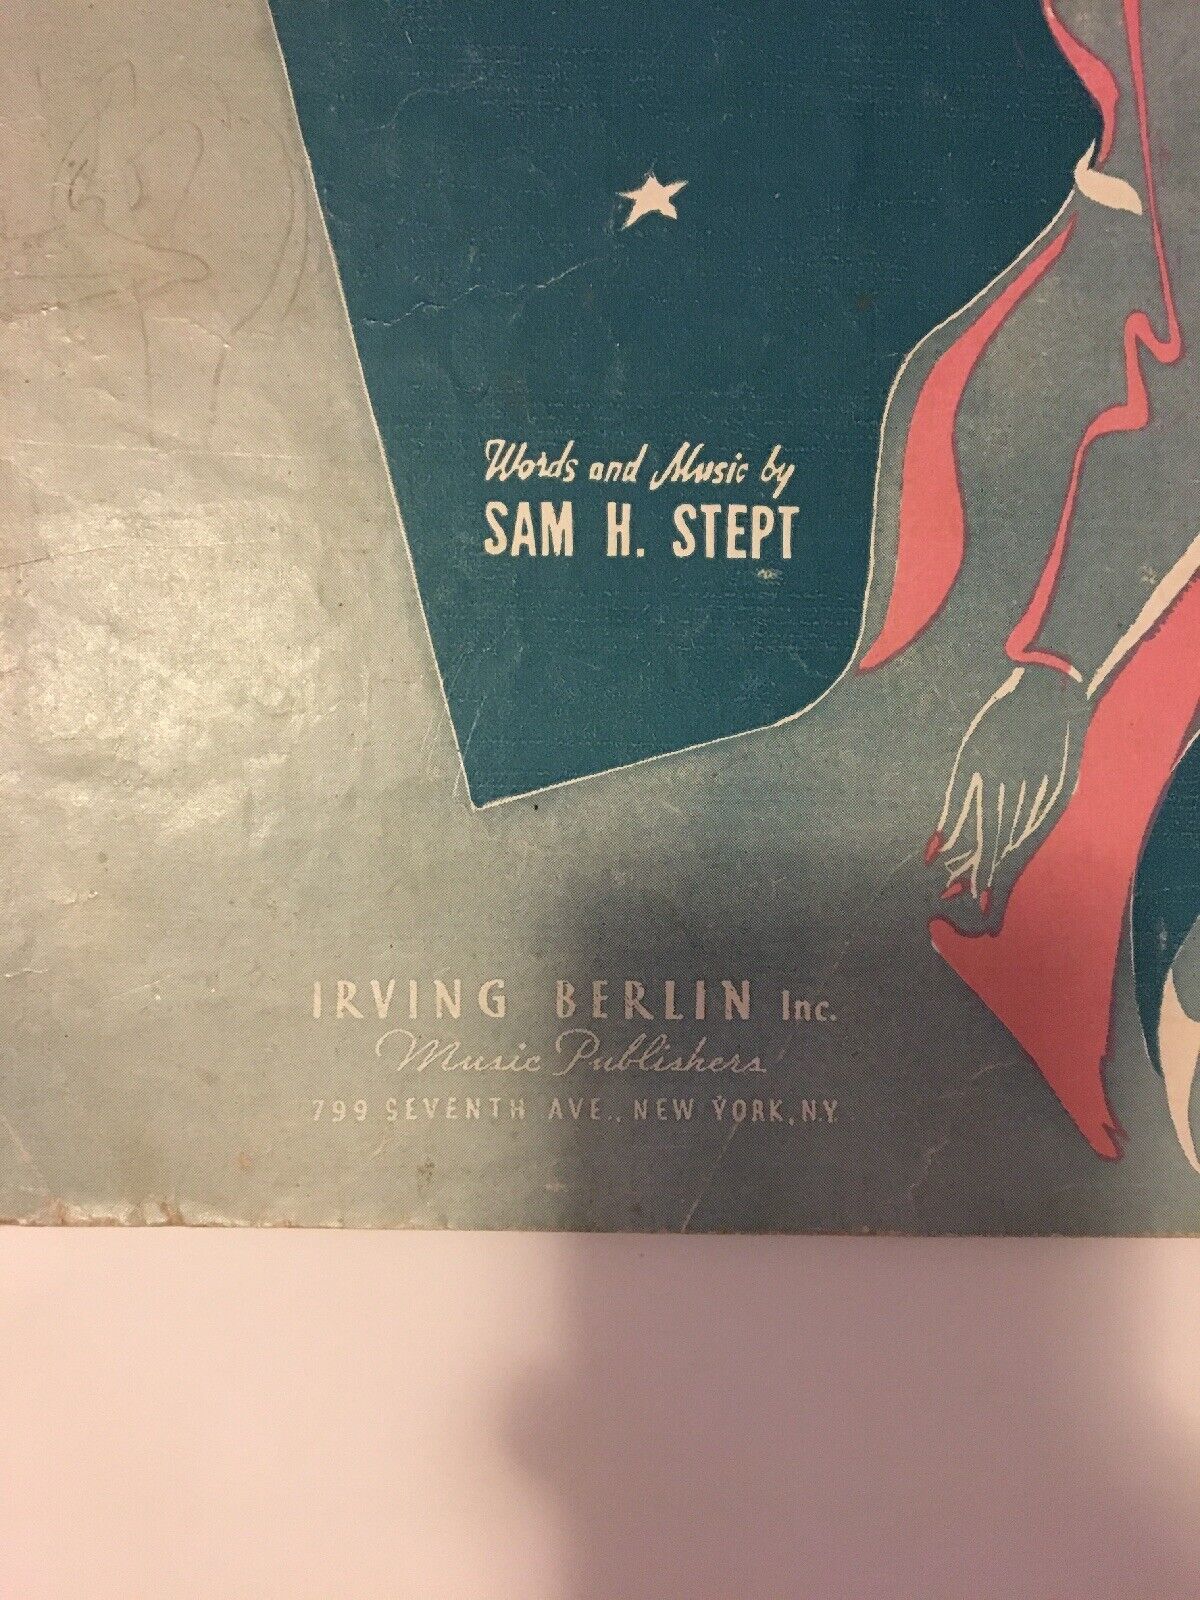 Words and Music by
SAM H. STEPT
IRVING BERLIN Inc.
Music Publishers
799 SEVENTH AVE., NEW YORK, N.Y.